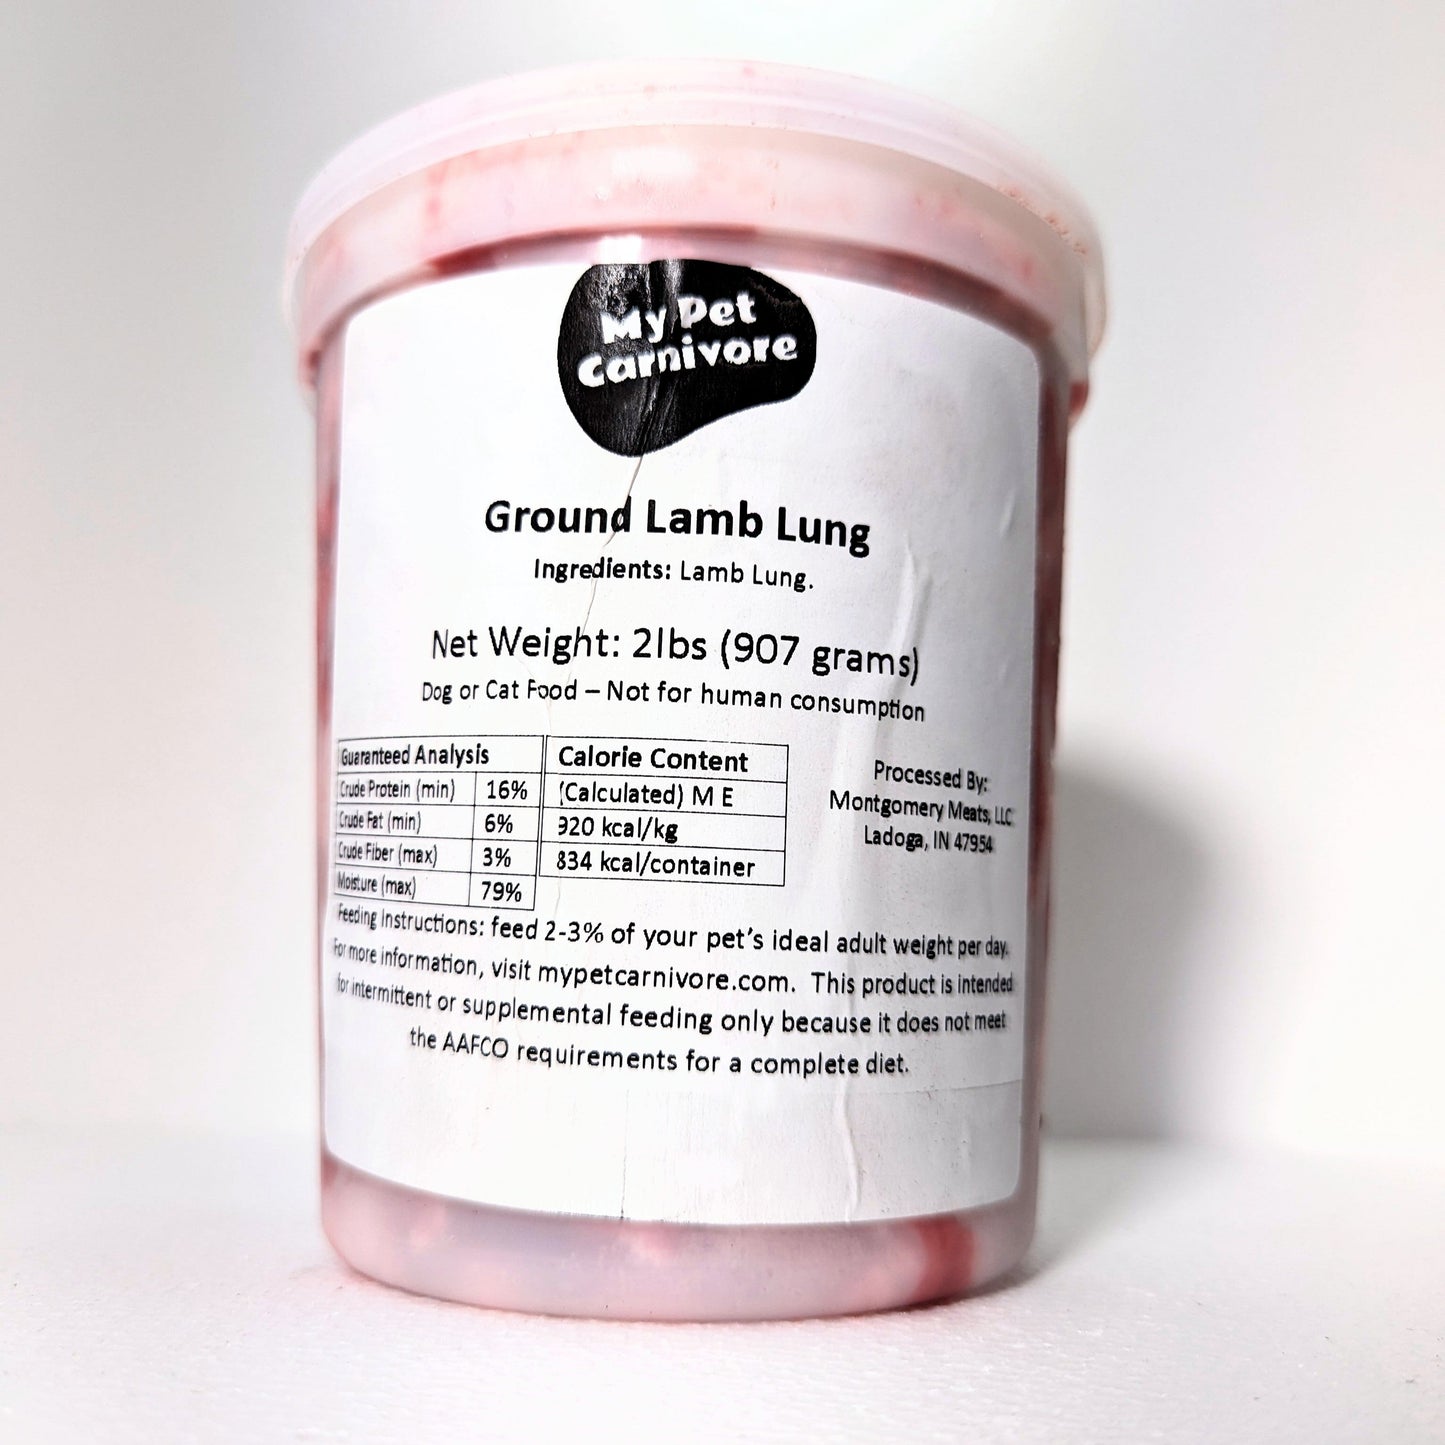 My Pet
Carnivore
Ground Lamb Lung
Ingredients: Lamb Lung.
Net Weight: 2lbs (907 grams)
Dog or Cat Food – Not for human consumption
Guaranteed Analysis
Crude Protein (min) 16%
Crude Fat (min) 6%
Crude Fiber (max) 3%
Moisture (max) 79%
Calorie Content
(Calculated) M E
920 kcal/kg
834 kcal/container
Processed By:
Montgomery Meats, LLC
Ladoga, IN 47954
Feeding Instructions: feed 2-3% of your pet's ideal adult weight per day.
For more information, visit mypetcarnivore.com. This product is intended
for intermittent or supplemental feeding only because it does not meet
the AAFCO requirements for a complete diet.